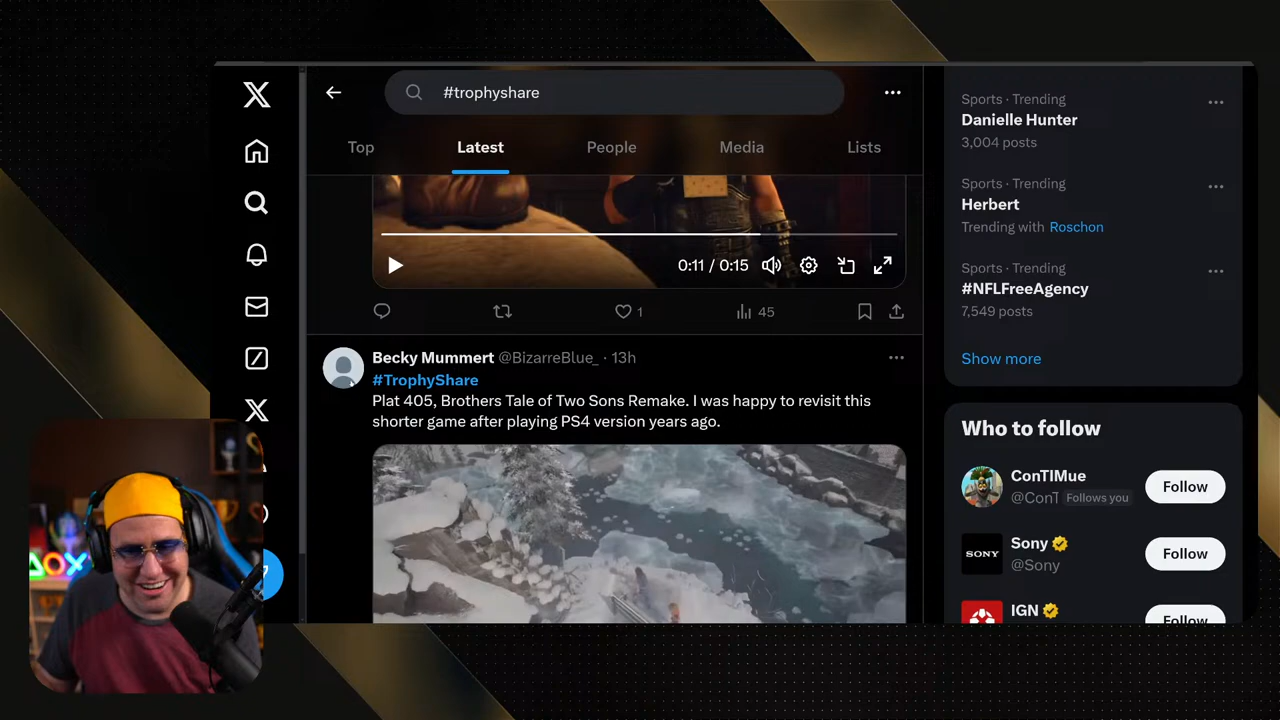 #trophyshare
Top
Latest
People
Media
Lists
0:11 / 0:15
1
45
Becky Mummert @BizarreBlue_ · 13h
#TrophyShare
Plat 405, Brothers Tale of Two Sons Remake. I was happy to revisit this
shorter game after playing PS4 version years ago.
Sports · Trending
Danielle Hunter
3,004 posts
Sports · Trending
Herbert
Trending with Roschon
Sports · Trending
#NFLFreeAgency
7,549 posts
Show more
Who to follow
ConTIMue
@ConT Follows you
Follow
SONY
Sony
@Sony
Follow
IGN
Follow